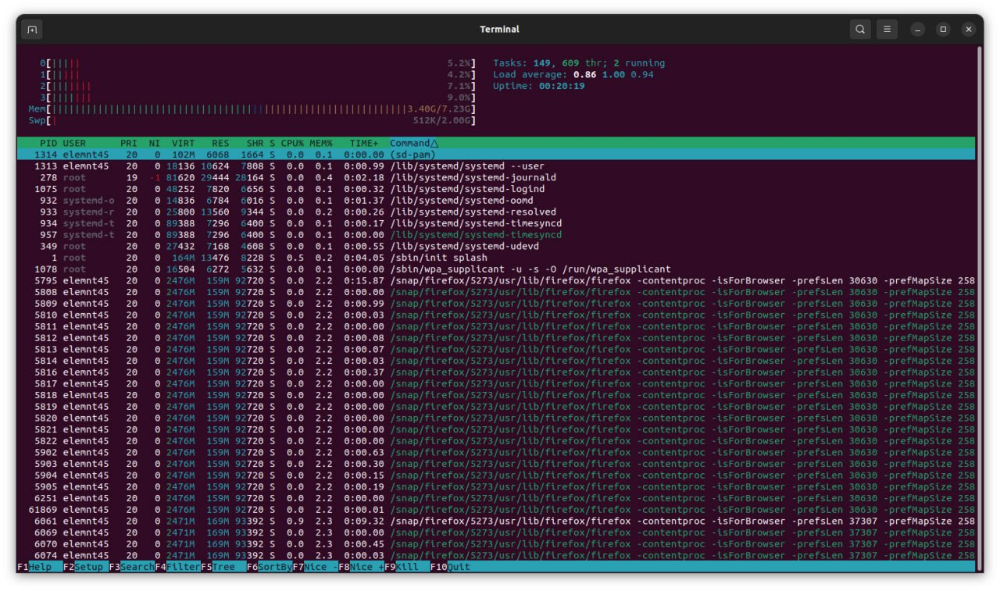 Terminal
0[||||| 5.2%] Tasks: 149, 609 thr; 2 running
1[||||| 4.2%] Load average: 0.86 1.00 0.94
2[||||||| 7.1%] Uptime: 00:20:19
3[||||||| 9.0%]
Mem[||||||||||||||||||||||||||||||||||||||||||||||||||||||||||||||3.40G/7.23G]
Swp[| 512K/2.00G]
PID USER PRI NI VIRT RES SHR S CPU% MEM% TIME+ Command△
1314 elemnt45 20 0 102M 6068 1664 S 0.0 0.1 0:00.00 (sd-pam)
1313 elemnt45 20 0 18136 10624 7808 S 0.0 0.1 0:00.99 /lib/systemd/systemd --user
278 root 19 -1 81620 29444 28164 S 0.0 0.4 0:02.18 /lib/systemd/systemd-journald
1075 root 20 0 48252 7820 6656 S 0.0 0.1 0:00.32 /lib/systemd/systemd-logind
932 systemd-o 20 0 14836 6784 6016 S 0.0 0.1 0:01.37 /lib/systemd/systemd-oomd
933 systemd-r 20 0 25800 13560 9344 S 0.0 0.2 0:00.26 /lib/systemd/systemd-resolved
934 systemd-t 20 0 89388 7296 6400 S 0.0 0.1 0:00.17 /lib/systemd/systemd-timesyncd
957 systemd-t 20 0 89388 7296 6400 S 0.0 0.1 0:00.00 /lib/systemd/systemd-timesyncd
349 root 20 0 27432 7168 4608 S 0.0 0.1 0:00.55 /lib/systemd/systemd-udevd
1 root 20 0 164M 13476 8228 S 0.5 0.2 0:04.05 /sbin/init splash
1078 root 20 0 16504 6272 5632 S 0.0 0.1 0:00.00 /sbin/wpa_supplicant -u -s -O /run/wpa_supplicant
5795 elemnt45 20 0 2476M 159M 92720 S 0.0 2.2 0:15.87 /snap/firefox/5273/usr/lib/firefox/firefox -contentproc -isForBrowser -prefsLen 30630 -prefMapSize 258
5808 elemnt45 20 0 2476M 159M 92720 S 0.0 2.2 0:00.00 /snap/firefox/5273/usr/lib/firefox/firefox -contentproc -isForBrowser -prefsLen 30630 -prefMapSize 258
5809 elemnt45 20 0 2476M 159M 92720 S 0.0 2.2 0:00.99 /snap/firefox/5273/usr/lib/firefox/firefox -contentproc -isForBrowser -prefsLen 30630 -prefMapSize 258
5810 elemnt45 20 0 2476M 159M 92720 S 0.0 2.2 0:00.03 /snap/firefox/5273/usr/lib/firefox/firefox -contentproc -isForBrowser -prefsLen 30630 -prefMapSize 258
5811 elemnt45 20 0 2476M 159M 92720 S 0.0 2.2 0:00.00 /snap/firefox/5273/usr/lib/firefox/firefox -contentproc -isForBrowser -prefsLen 30630 -prefMapSize 258
5812 elemnt45 20 0 2476M 159M 92720 S 0.0 2.2 0:00.08 /snap/firefox/5273/usr/lib/firefox/firefox -contentproc -isForBrowser -prefsLen 30630 -prefMapSize 258
5813 elemnt45 20 0 2476M 159M 92720 S 0.0 2.2 0:00.07 /snap/firefox/5273/usr/lib/firefox/firefox -contentproc -isForBrowser -prefsLen 30630 -prefMapSize 258
5814 elemnt45 20 0 2476M 159M 92720 S 0.0 2.2 0:00.03 /snap/firefox/5273/usr/lib/firefox/firefox -contentproc -isForBrowser -prefsLen 30630 -prefMapSize 258
5816 elemnt45 20 0 2476M 159M 92720 S 0.0 2.2 0:00.37 /snap/firefox/5273/usr/lib/firefox/firefox -contentproc -isForBrowser -prefsLen 30630 -prefMapSize 258
5817 elemnt45 20 0 2476M 159M 92720 S 0.0 2.2 0:00.00 /snap/firefox/5273/usr/lib/firefox/firefox -contentproc -isForBrowser -prefsLen 30630 -prefMapSize 258
5818 elemnt45 20 0 2476M 159M 92720 S 0.0 2.2 0:00.00 /snap/firefox/5273/usr/lib/firefox/firefox -contentproc -isForBrowser -prefsLen 30630 -prefMapSize 258
5819 elemnt45 20 0 2476M 159M 92720 S 0.0 2.2 0:00.00 /snap/firefox/5273/usr/lib/firefox/firefox -contentproc -isForBrowser -prefsLen 30630 -prefMapSize 258
5820 elemnt45 20 0 2476M 159M 92720 S 0.0 2.2 0:00.00 /snap/firefox/5273/usr/lib/firefox/firefox -contentproc -isForBrowser -prefsLen 30630 -prefMapSize 258
5821 elemnt45 20 0 2476M 159M 92720 S 0.0 2.2 0:00.00 /snap/firefox/5273/usr/lib/firefox/firefox -contentproc -isForBrowser -prefsLen 30630 -prefMapSize 258
5822 elemnt45 20 0 2476M 159M 92720 S 0.0 2.2 0:00.00 /snap/firefox/5273/usr/lib/firefox/firefox -contentproc -isForBrowser -prefsLen 30630 -prefMapSize 258
5902 elemnt45 20 0 2476M 159M 92720 S 0.0 2.2 0:00.63 /snap/firefox/5273/usr/lib/firefox/firefox -contentproc -isForBrowser -prefsLen 30630 -prefMapSize 258
5903 elemnt45 20 0 2476M 159M 92720 S 0.0 2.2 0:00.30 /snap/firefox/5273/usr/lib/firefox/firefox -contentproc -isForBrowser -prefsLen 30630 -prefMapSize 258
5904 elemnt45 20 0 2476M 159M 92720 S 0.0 2.2 0:00.15 /snap/firefox/5273/usr/lib/firefox/firefox -contentproc -isForBrowser -prefsLen 30630 -prefMapSize 258
5905 elemnt45 20 0 2476M 159M 92720 S 0.0 2.2 0:00.19 /snap/firefox/5273/usr/lib/firefox/firefox -contentproc -isForBrowser -prefsLen 30630 -prefMapSize 258
6251 elemnt45 20 0 2476M 159M 92720 S 0.0 2.2 0:00.00 /snap/firefox/5273/usr/lib/firefox/firefox -contentproc -isForBrowser -prefsLen 30630 -prefMapSize 258
61869 elemnt45 20 0 2476M 159M 92720 S 0.0 2.2 0:00.01 /snap/firefox/5273/usr/lib/firefox/firefox -contentproc -isForBrowser -prefsLen 30630 -prefMapSize 258
6061 elemnt45 20 0 2471M 169M 93392 S 0.9 2.3 0:09.32 /snap/firefox/5273/usr/lib/firefox/firefox -contentproc -isForBrowser -prefsLen 37307 -prefMapSize 258
6069 elemnt45 20 0 2471M 169M 93392 S 0.0 2.3 0:00.00 /snap/firefox/5273/usr/lib/firefox/firefox -contentproc -isForBrowser -prefsLen 37307 -prefMapSize 258
6070 elemnt45 20 0 2471M 169M 93392 S 0.0 2.3 0:00.45 /snap/firefox/5273/usr/lib/firefox/firefox -contentproc -isForBrowser -prefsLen 37307 -prefMapSize 258
6074 elemnt45 20 0 2471M 169M 93392 S 0.0 2.3 0:00.03 /snap/firefox/5273/usr/lib/firefox/firefox -contentproc -isForBrowser -prefsLen 37307 -prefMapSize 258
F1Help F2Setup F3SearchF4FilterF5Tree F6SortByF7Nice -F8Nice +F9Kill F10Quit